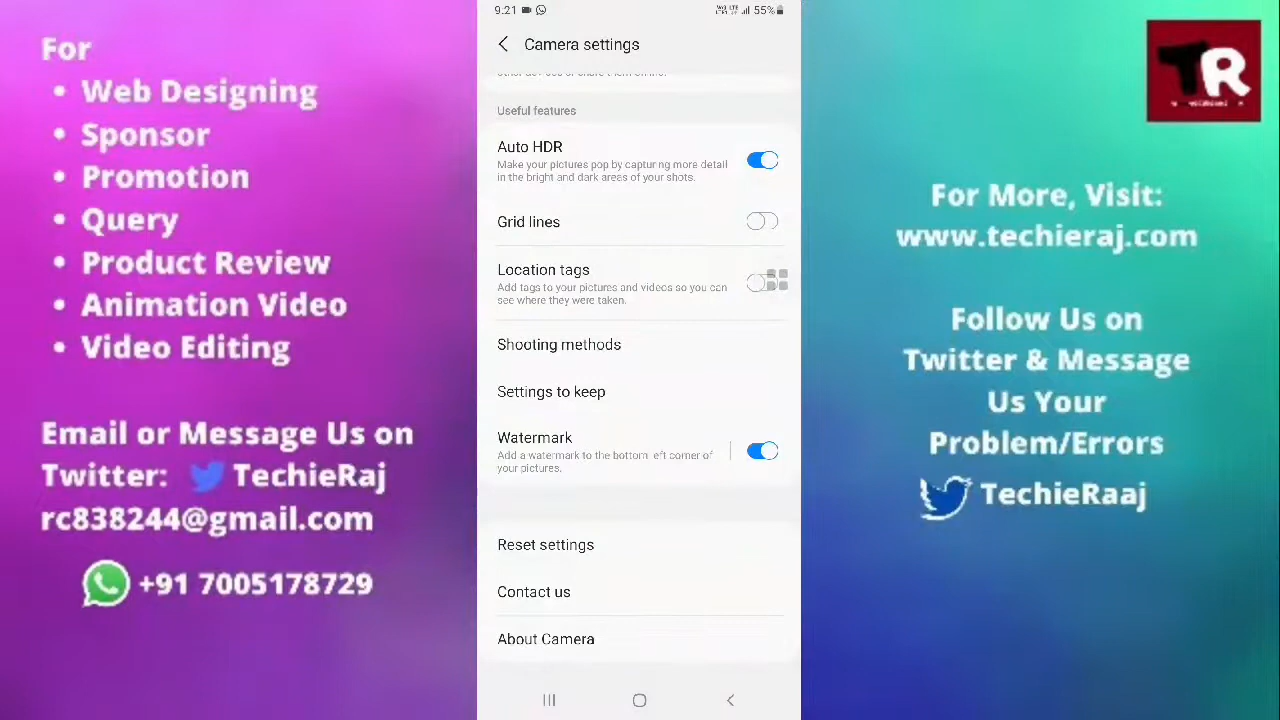 For
• Web Designing
• Sponsor
• Promotion
• Query
• Product Review
• Animation Video
• Video Editing
Email or Message Us on
Twitter: TechieRaj
rc838244@gmail.com
+91 7005178729
9:21
55%
Camera settings
Useful features
Auto HDR
Make your pictures pop by capturing more detail
in the bright and dark areas of your shots.
Grid lines
Location tags
Add tags to your pictures and videos so you can
see where they were taken.
Shooting methods
Settings to keep
Watermark
Add a watermark to the bottom left corner of
your pictures.
Reset settings
Contact us
About Camera
TR
For More, Visit:
www.techieraj.com
Follow Us on
Twitter & Message
Us Your
Problem/Errors
TechieRaaj